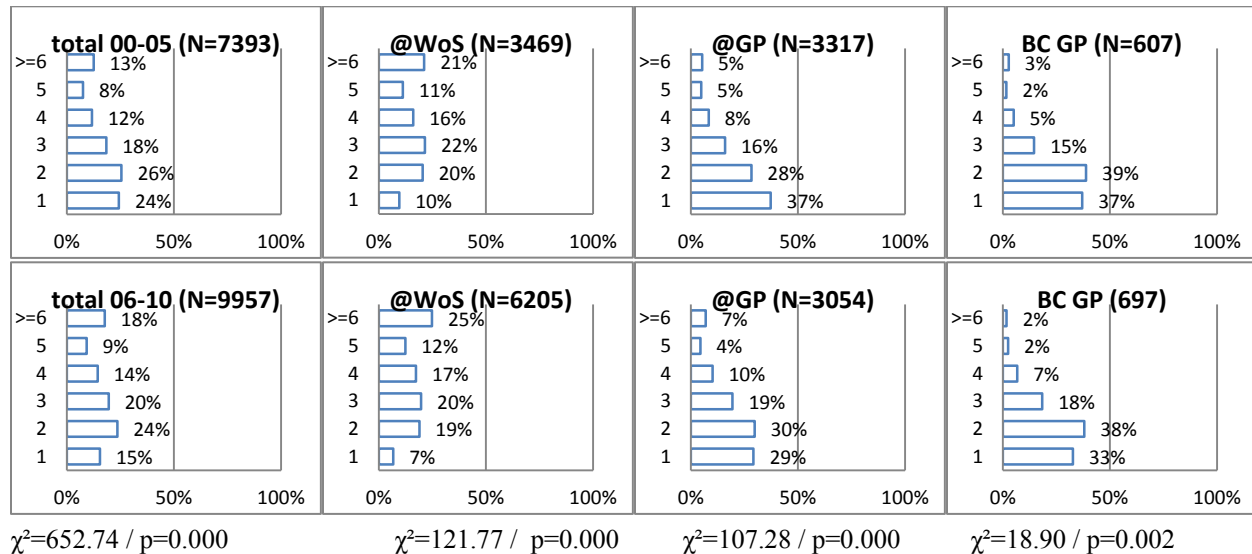 total 00-05 (N=7393)
>=6 13%
5 8%
4 12%
3 18%
2 26%
1 24%
0% 50% 100%
@WoS (N=3469)
>=6 21%
5 11%
4 16%
3 22%
2 20%
1 10%
0% 50% 100%
@GP (N=3317)
>=6 5%
5 5%
4 8%
3 16%
2 28%
1 37%
0% 50% 100%
BC GP (N=607)
>=6 3%
5 2%
4 5%
3 15%
2 39%
1 37%
0% 50% 100%
total 06-10 (N=9957)
>=6 18%
5 9%
4 14%
3 20%
2 24%
1 15%
0% 50% 100%
@WoS (N=6205)
>=6 25%
5 12%
4 17%
3 20%
2 19%
1 7%
0% 50% 100%
@GP (N=3054)
>=6 7%
5 4%
4 10%
3 19%
2 30%
1 29%
0% 50% 100%
BC GP (697)
>=6 2%
5 2%
4 7%
3 18%
2 38%
1 33%
0% 50% 100%
χ²=652.74 / p=0.000 χ²=121.77 / p=0.000 χ²=107.28 / p=0.000 χ²=18.90 / p=0.002